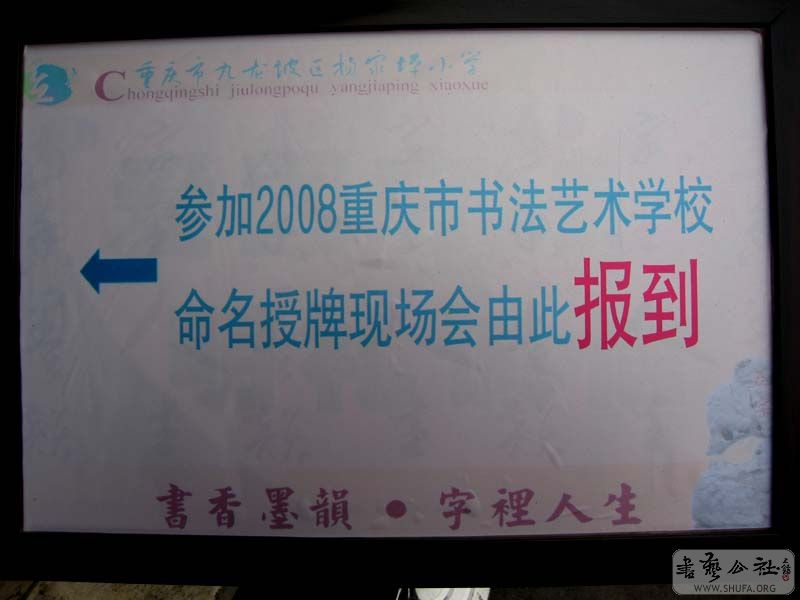 重庆市九龙坡区杨家坪小学
Chongqingshi jiulongpoqu yangjiaping xiaoxue
参加2008重庆市书法艺术学校
命名授牌现场会由此报到
書香墨韻•字裡人生
書藝公社
WWW.SHUFA.ORG